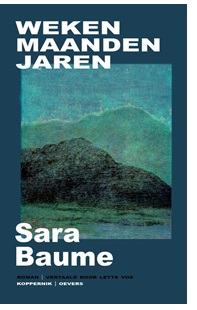 WEKEN
MAANDEN
JAREN
Sara
Baume
ROMAN | VERTAALD DOOR LETTE VOS
KOPPERNIK | OEVERS